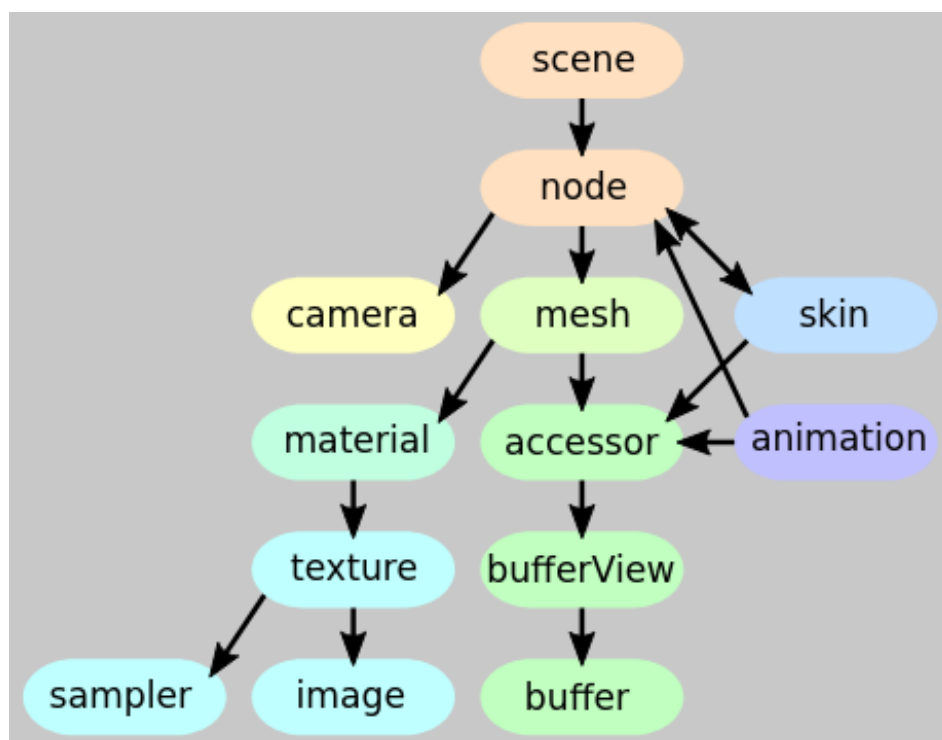 scene
node
camera
mesh
skin
material
accessor
animation
texture
bufferView
sampler
image
buffer